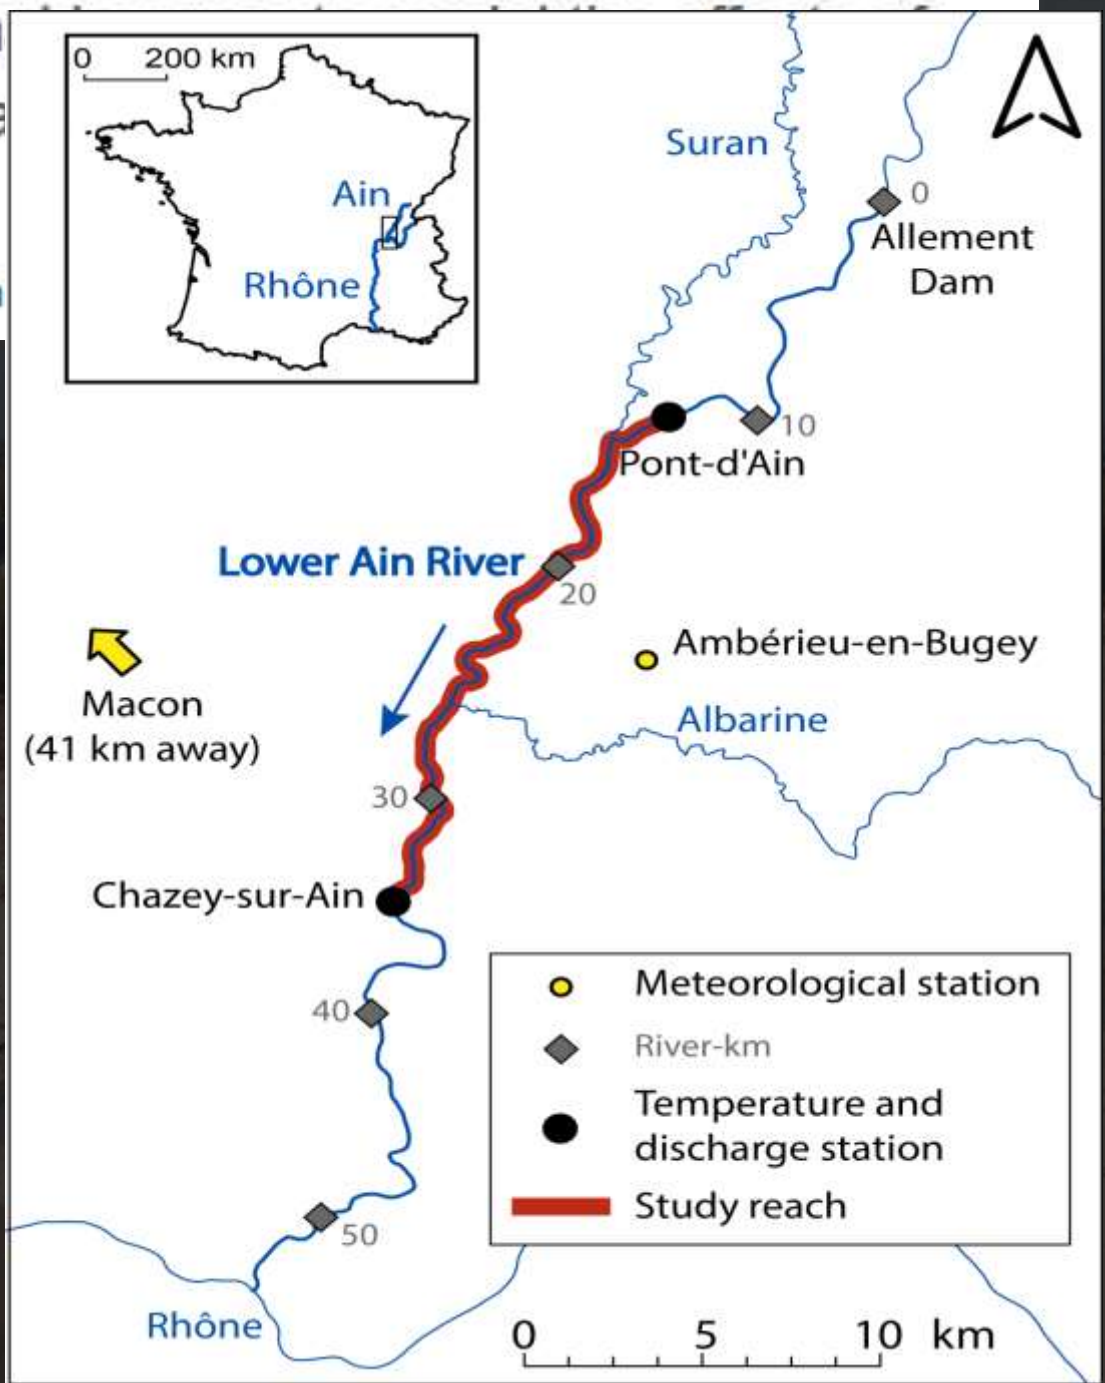 0 200 km
Ain
Rhône
Suran
0
Allement
Dam
10
Pont-d'Ain
Lower Ain River
20
Ambérieu-en-Bugey
Macon
(41 km away)
Albarine
30
Chazey-sur-Ain
40
50
Rhône
Meteorological station
River-km
Temperature and
discharge station
Study reach
0 5 10 km